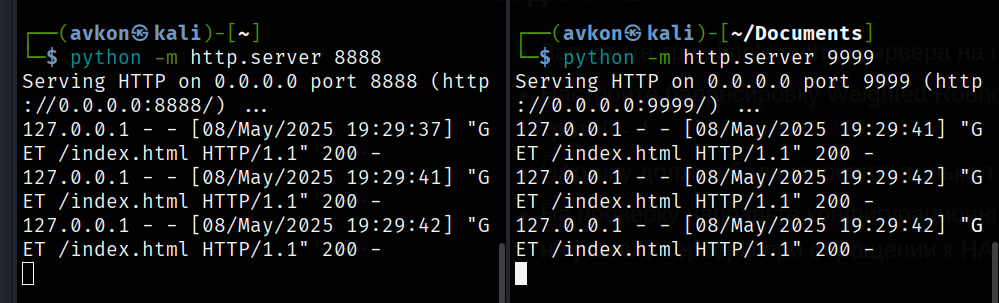 ┌──(avkon㉿kali)-[~]
└─$ python -m http.server 8888
Serving HTTP on 0.0.0.0 port 8888 (http
://0.0.0.0:8888/) ...
127.0.0.1 - - [08/May/2025 19:29:37] "G
ET /index.html HTTP/1.1" 200 -
127.0.0.1 - - [08/May/2025 19:29:41] "G
ET /index.html HTTP/1.1" 200 -
127.0.0.1 - - [08/May/2025 19:29:42] "G
ET /index.html HTTP/1.1" 200 -
┌──(avkon㉿kali)-[~/Documents]
└─$ python -m http.server 9999
Serving HTTP on 0.0.0.0 port 9999 (http
://0.0.0.0:9999/) ...
127.0.0.1 - - [08/May/2025 19:29:41] "G
ET /index.html HTTP/1.1" 200 -
127.0.0.1 - - [08/May/2025 19:29:42] "G
ET /index.html HTTP/1.1" 200 -
127.0.0.1 - - [08/May/2025 19:29:42] "G
ET /index.html HTTP/1.1" 200 -